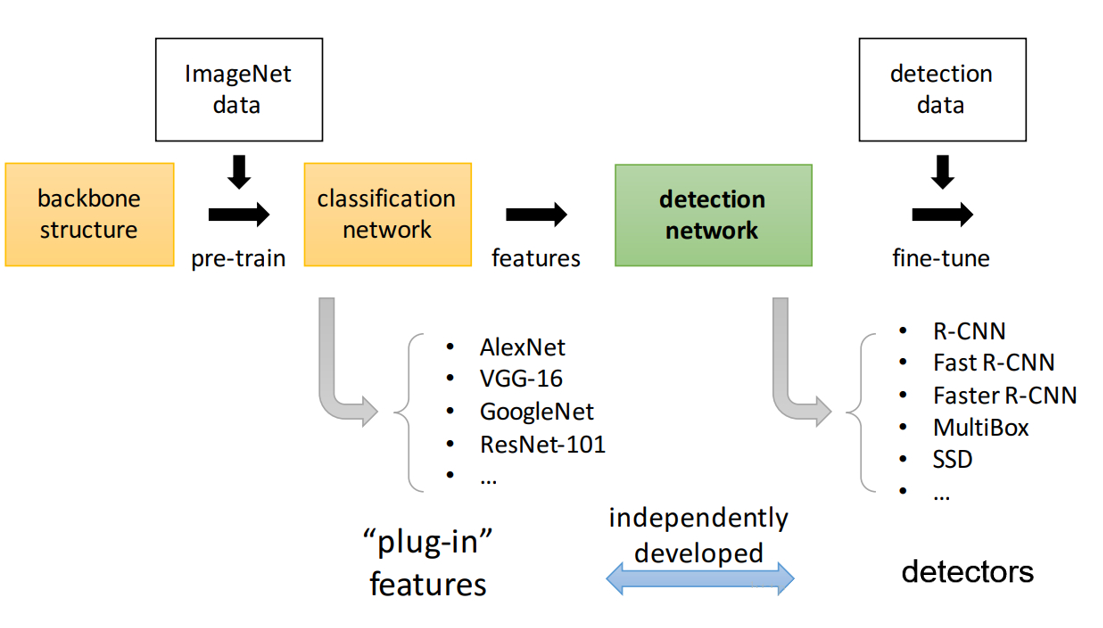 ImageNet
data
detection
data
backbone
structure
pre-train
classification
network
features
detection
network
fine-tune
• AlexNet
• VGG-16
• GoogleNet
• ResNet-101
• ...
“plug-in”
features
independently
developed
• R-CNN
• Fast R-CNN
• Faster R-CNN
• MultiBox
• SSD
• ...
detectors